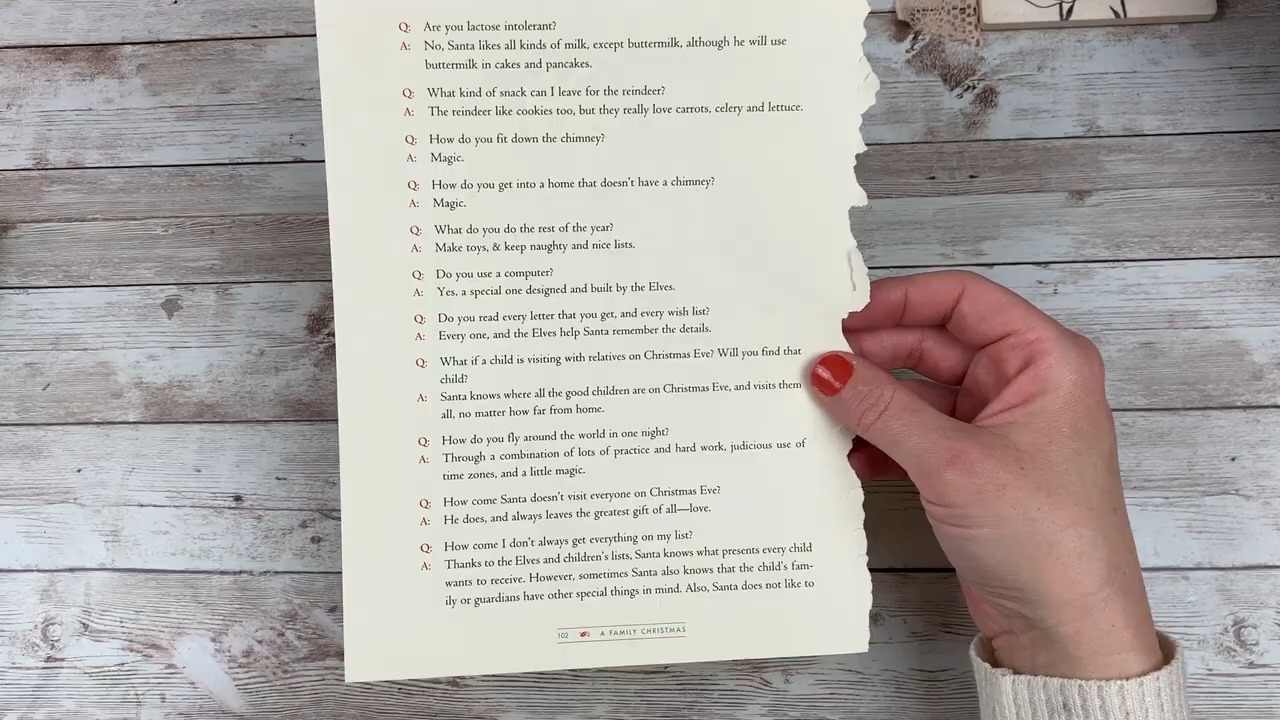 Q: Are you lactose intolerant?
A: No, Santa likes all kinds of milk, except buttermilk, although he will use
buttermilk in cakes and pancakes.
Q: What kind of snack can I leave for the reindeer?
A: The reindeer like cookies too, but they really love carrots, celery and lettuce.
Q: How do you fit down the chimney?
A: Magic.
Q: How do you get into a home that doesn't have a chimney?
A: Magic.
Q: What do you do the rest of the year?
A: Make toys, & keep naughty and nice lists.
Q: Do you use a computer?
A: Yes, a special one designed and built by the Elves.
Q: Do you read every letter that you get, and every wish list?
A: Every one, and the Elves help Santa remember the details.
Q: What if a child is visiting with relatives on Christmas Eve? Will you find that
child?
A: Santa knows where all the good children are on Christmas Eve, and visits them
all, no matter how far from home.
Q: How do you fly around the world in one night?
A: Through a combination of lots of practice and hard work, judicious use of
time zones, and a little magic.
Q: How come Santa doesn't visit everyone on Christmas Eve?
A: He does, and always leaves the greatest gift of all—love.
Q: How come I don't always get everything on my list?
A: Thanks to the Elves and children's lists, Santa knows what presents every child
wants to receive. However, sometimes Santa also knows that the child's fam-
ily or guardians have other special things in mind. Also, Santa does not like to
102 A FAMILY CHRISTMAS